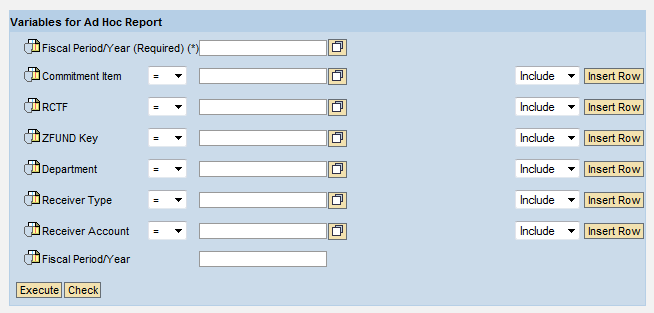 Variables for Ad Hoc Report
Fiscal Period/Year (Required) (*)
Commitment Item = Include Insert Row
RCTF = Include Insert Row
ZFUND Key = Include Insert Row
Department = Include Insert Row
Receiver Type = Include Insert Row
Receiver Account = Include Insert Row
Fiscal Period/Year
Execute Check